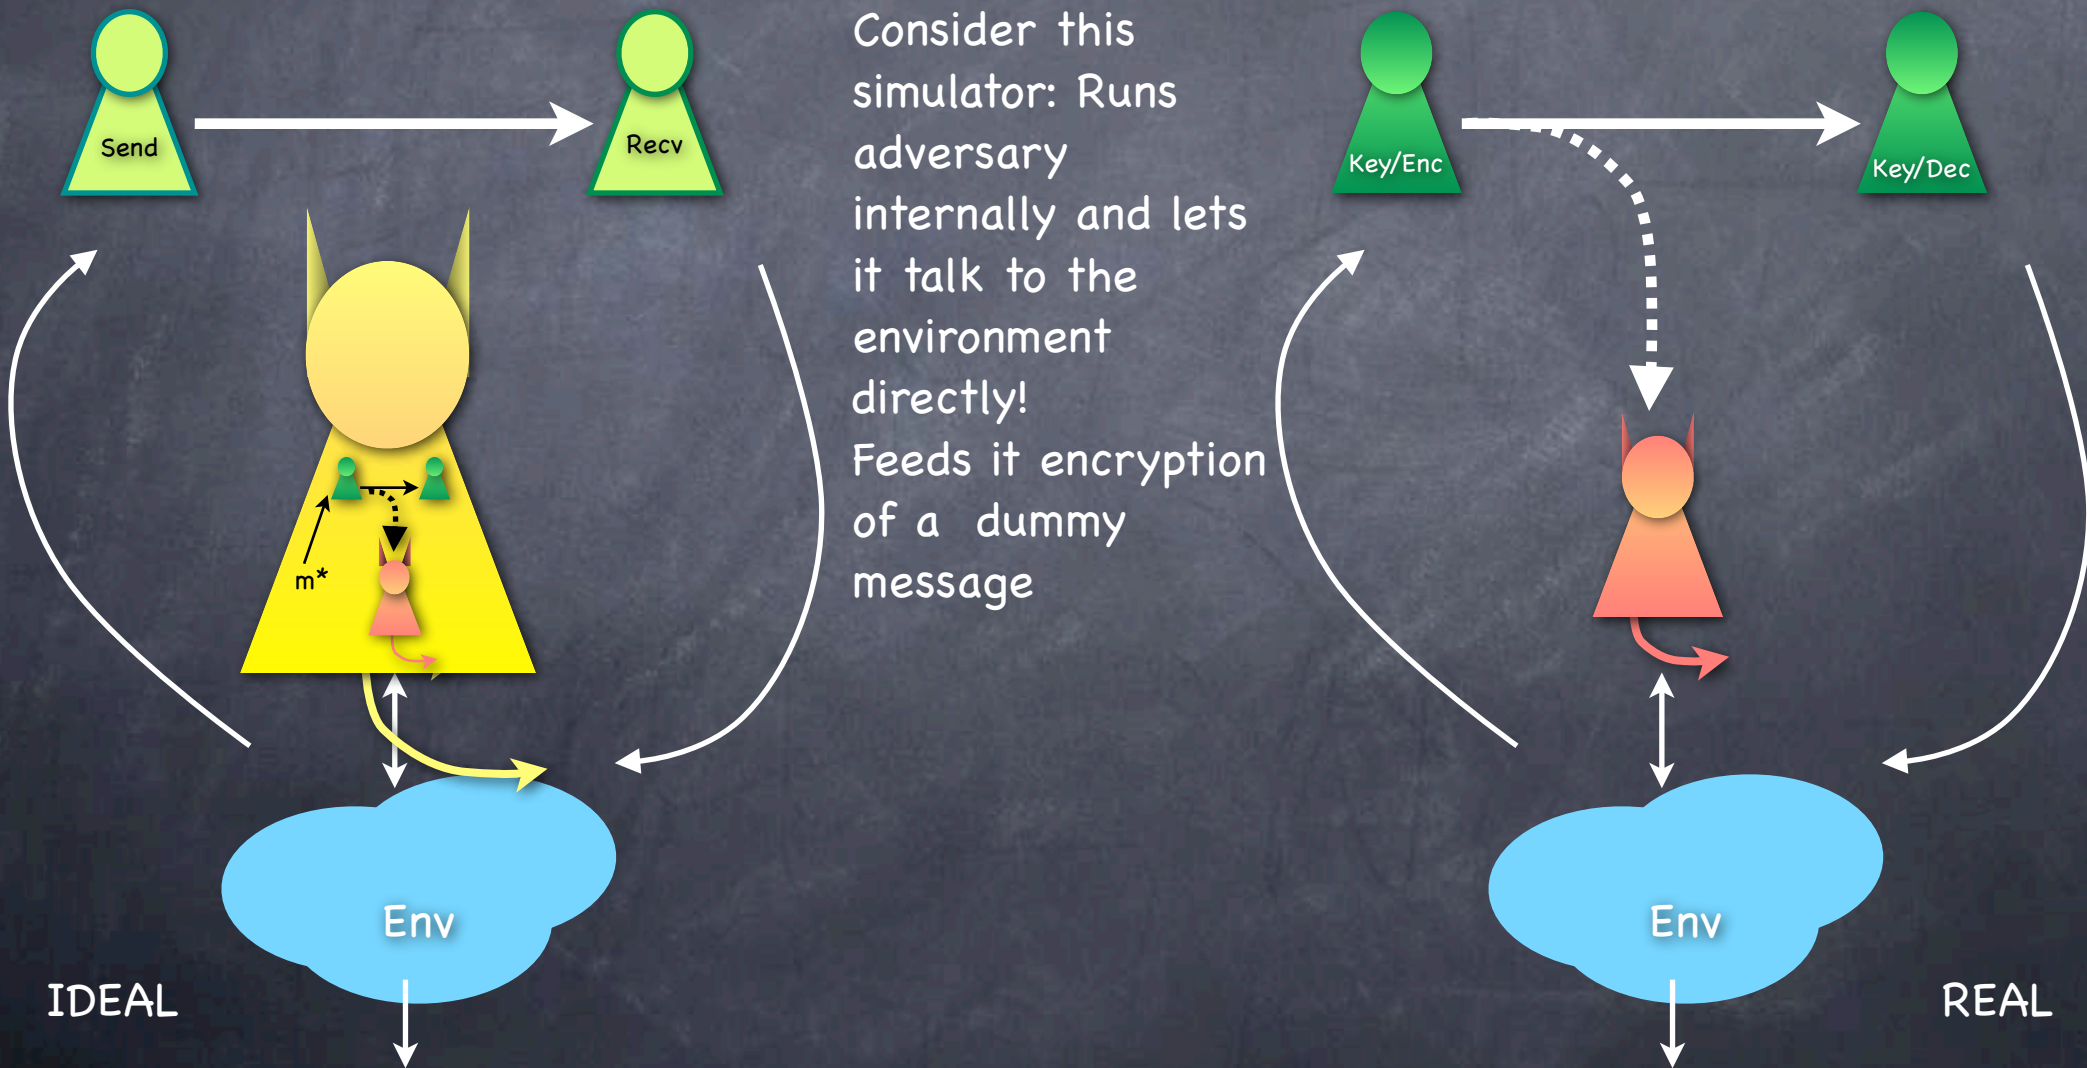 Send
Recv
Consider this
simulator: Runs
adversary
internally and lets
it talk to the
environment
directly!
Feeds it encryption
of a dummy
message
Key/Enc
Key/Dec
m*
Env
Env
IDEAL
REAL